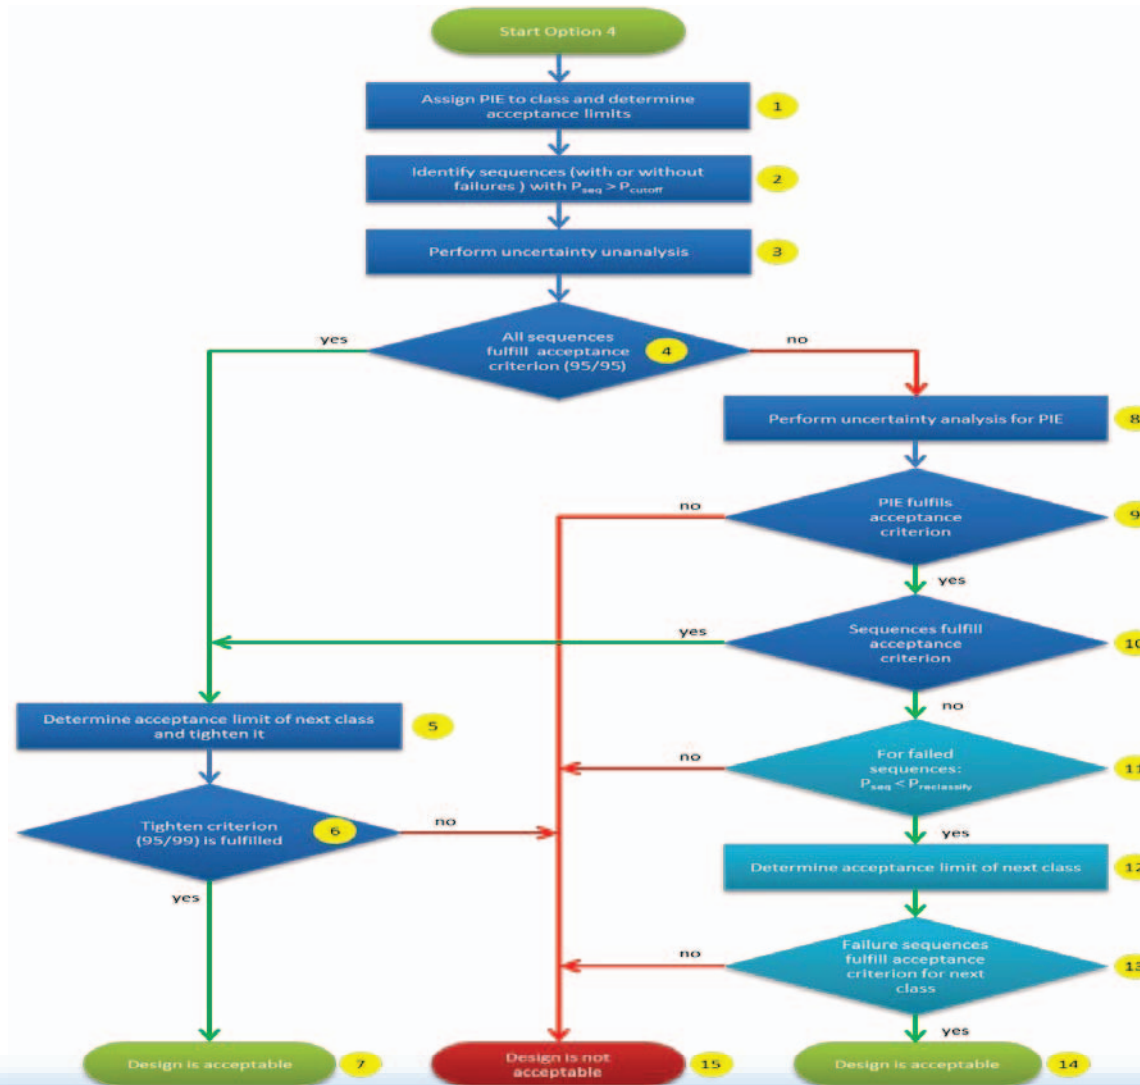 Start Option 4
Assign PIE to class and determine
acceptance limits
1
Identify sequences (with or without
failures ) with Pseq > Pcutoff
2
Perform uncertainty unanalysis
3
All sequences
fulfill acceptance
criterion (95/95)
4
yes
no
Perform uncertainty analysis for PIE
8
PIE fulfils
acceptance
criterion
9
no
yes
Sequences fulfill
acceptance
criterion
10
yes
no
Determine acceptance limit of next class
and tighten it
5
For failed
sequences:
Pseq < Preclassify
11
no
yes
Tighten criterion
(95/99) is fulfilled
6
no
yes
Determine acceptance limit of next class
12
Failure sequences
fulfill acceptance
criterion for next
class
13
no
yes
Design is acceptable
7
Design is not
acceptable
15
Design is acceptable
14